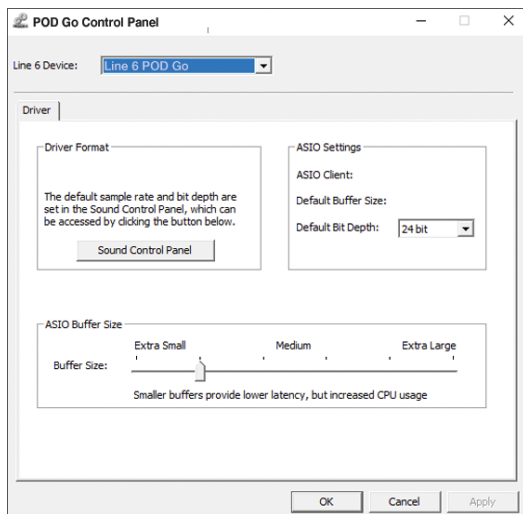 POD Go Control Panel
Line 6 Device: Line 6 POD Go
Driver
Driver Format
The default sample rate and bit depth are
set in the Sound Control Panel, which can
be accessed by clicking the button below.
Sound Control Panel
ASIO Settings
ASIO Client:
Default Buffer Size:
Default Bit Depth: 24 bit
ASIO Buffer Size
Extra Small Medium Extra Large
Buffer Size:
Smaller buffers provide lower latency, but increased CPU usage
OK Cancel Apply